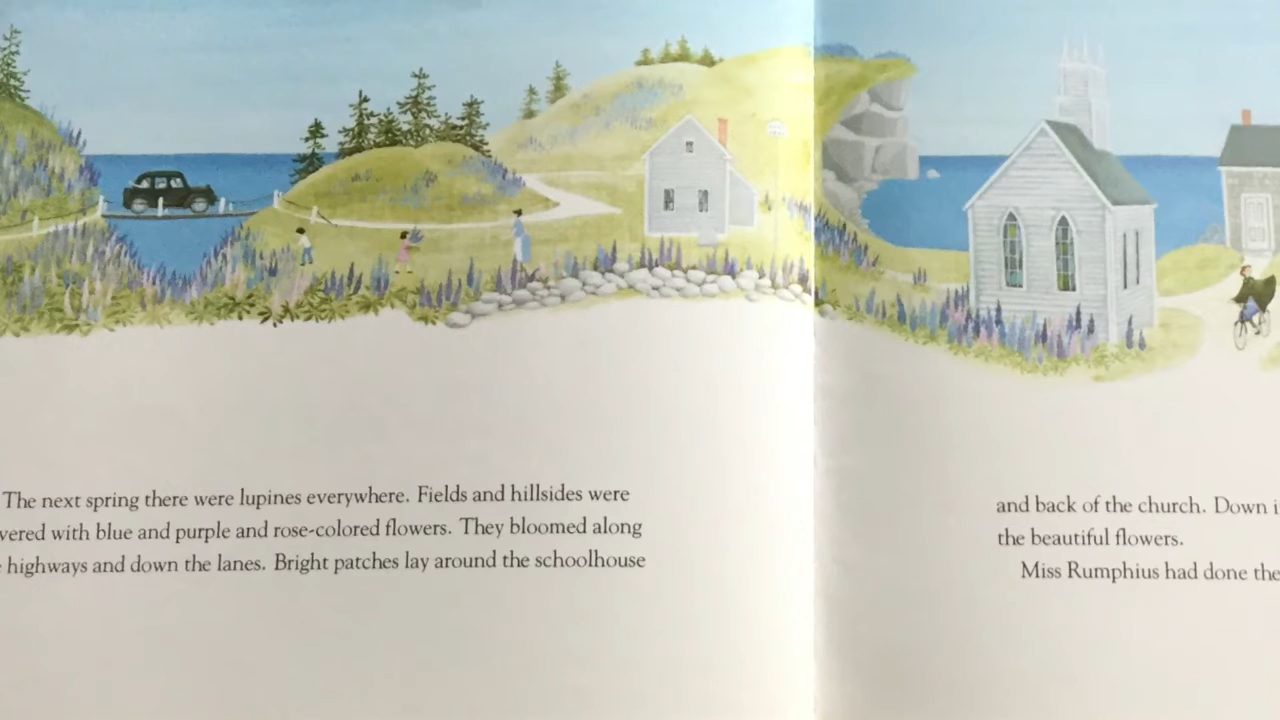 The next spring there were lupines everywhere. Fields and hillsides were
vered with blue and purple and rose-colored flowers. They bloomed along
highways and down the lanes. Bright patches lay around the schoolhouse
and back of the church. Down i
the beautiful flowers.
Miss Rumphius had done the